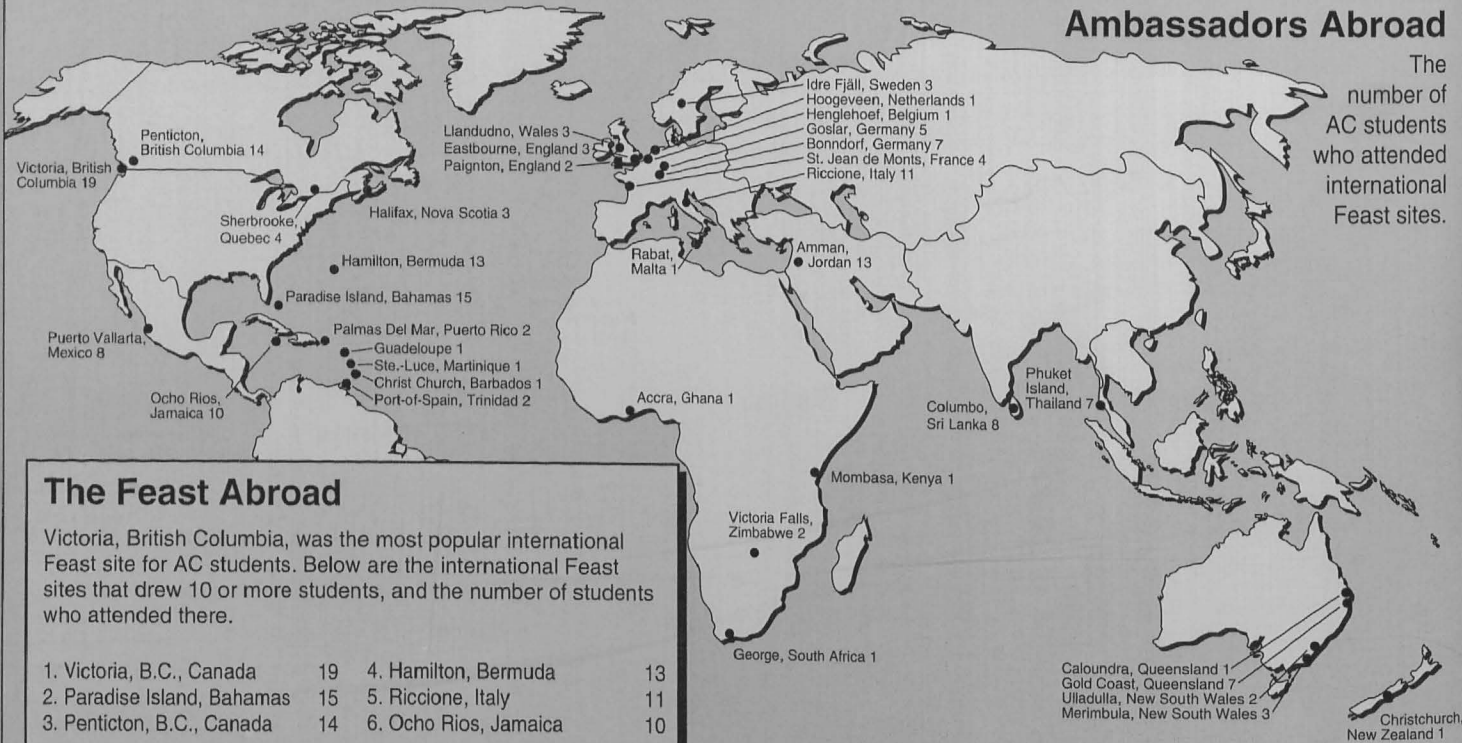 Ambassadors Abroad
The
number of
AC students
who attended
international
Feast sites.
Penticton,
British Columbia 14
Victoria, British
Columbia 19
Sherbrooke,
Quebec 4
Halifax, Nova Scotia 3
Hamilton, Bermuda 13
Paradise Island, Bahamas 15
Puerto Vallarta,
Mexico 8
Palmas Del Mar, Puerto Rico 2
Guadeloupe 1
Ste.-Luce, Martinique 1
Christ Church, Barbados 1
Port-of-Spain, Trinidad 2
Ocho Rios,
Jamaica 10
Llandudno, Wales 3
Eastbourne, England 3
Paignton, England 2
Idre Fjäll, Sweden 3
Hoogeveen, Netherlands 1
Henglehoef, Belgium 1
Goslar, Germany 5
Bonndorf, Germany 7
St. Jean de Monts, France 4
Riccione, Italy 11
Rabat,
Malta 1
Amman,
Jordan 13
Accra, Ghana 1
Columbo,
Sri Lanka 8
Phuket
Island,
Thailand 7
Mombasa, Kenya 1
Victoria Falls,
Zimbabwe 2
George, South Africa 1
Caloundra, Queensland 1
Gold Coast, Queensland 7
Ulladulla, New South Wales 2
Merimbula, New South Wales 3
Christchurch,
New Zealand 1
The Feast Abroad
Victoria, British Columbia, was the most popular international
Feast site for AC students. Below are the international Feast
sites that drew 10 or more students, and the number of students
who attended there.
1. Victoria, B.C., Canada 19
2. Paradise Island, Bahamas 15
3. Penticton, B.C., Canada 14
4. Hamilton, Bermuda 13
5. Riccione, Italy 11
6. Ocho Rios, Jamaica 10